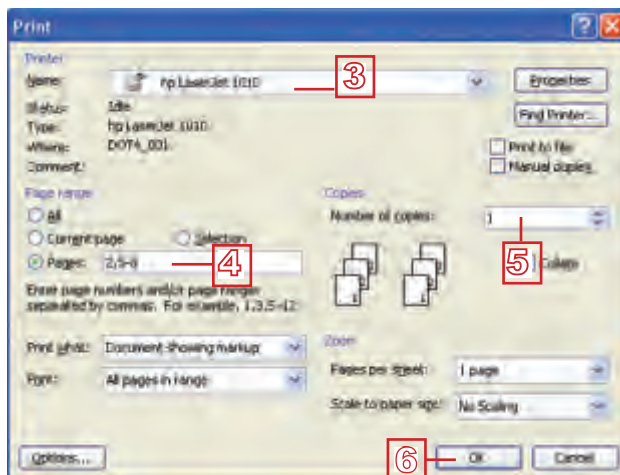 Print
Printer
Name: hp LaserJet 1010 3 Properties
Status: Idle Find Printer...
Type: hp LaserJet 1010
Where: DOT4_001 Print to file
Comment: Manual duplex
Page range Copies
All Number of copies: 1
Current page Selection
Pages: 4 5 Collate
Enter page numbers and/or page ranges
separated by commas. For example, 1,3,5-12
Print what: Document showing markup Zoom
Print: All pages in range Pages per sheet: 1 page
Scale to paper size: No Scaling
Options... 6 OK Cancel